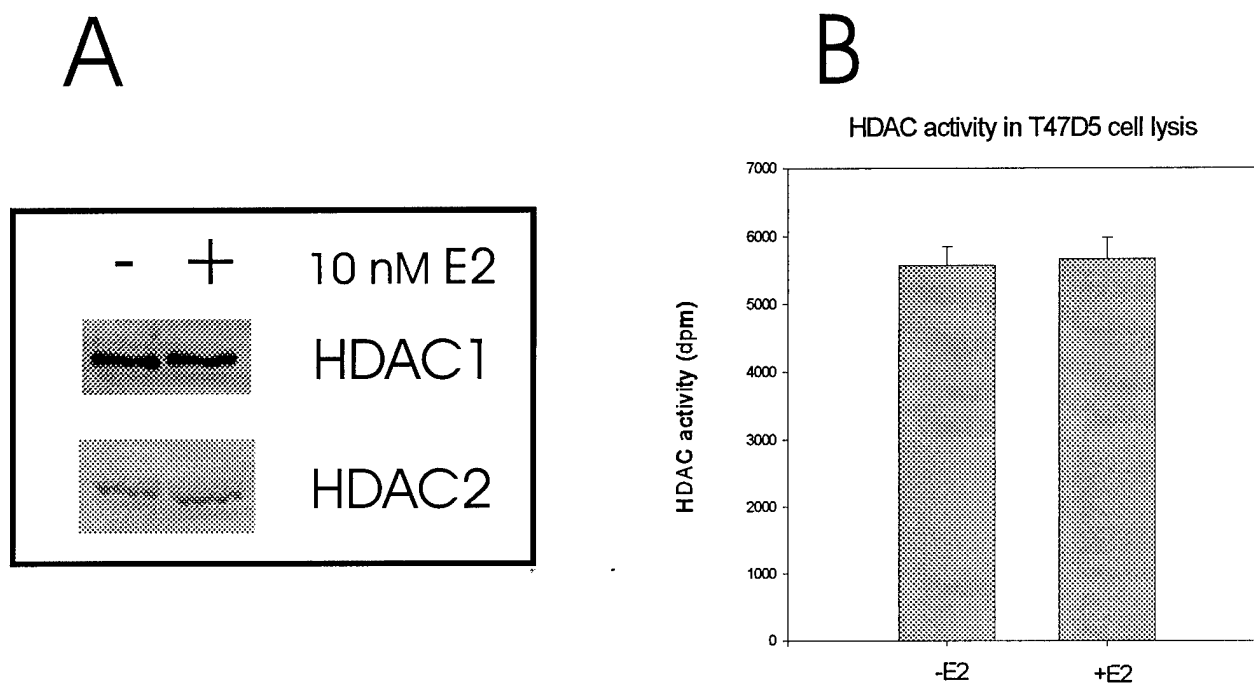 A
- + 10 nM E2
HDAC1
HDAC2
B
HDAC activity in T47D5 cell lysis
HDAC activity (dpm)
7000
6000
5000
4000
3000
2000
1000
0
-E2 +E2